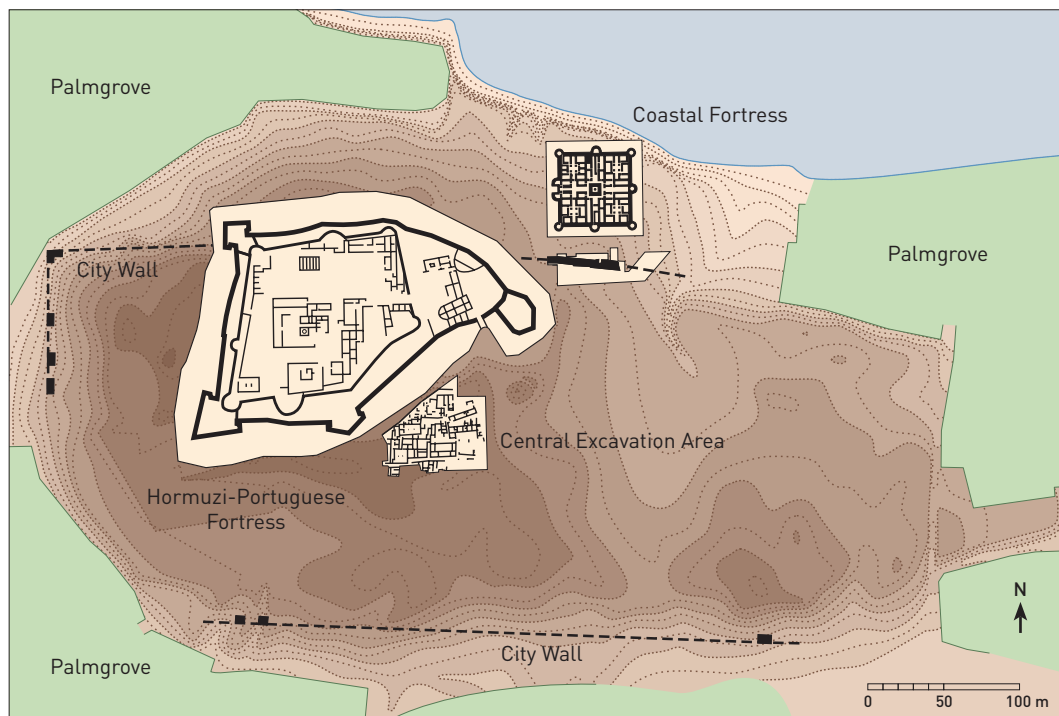 Palmgrove
Coastal Fortress
Palmgrove
City Wall
Central Excavation Area
Hormuzi-Portuguese
Fortress
N
City Wall
Palmgrove
0 50 100 m